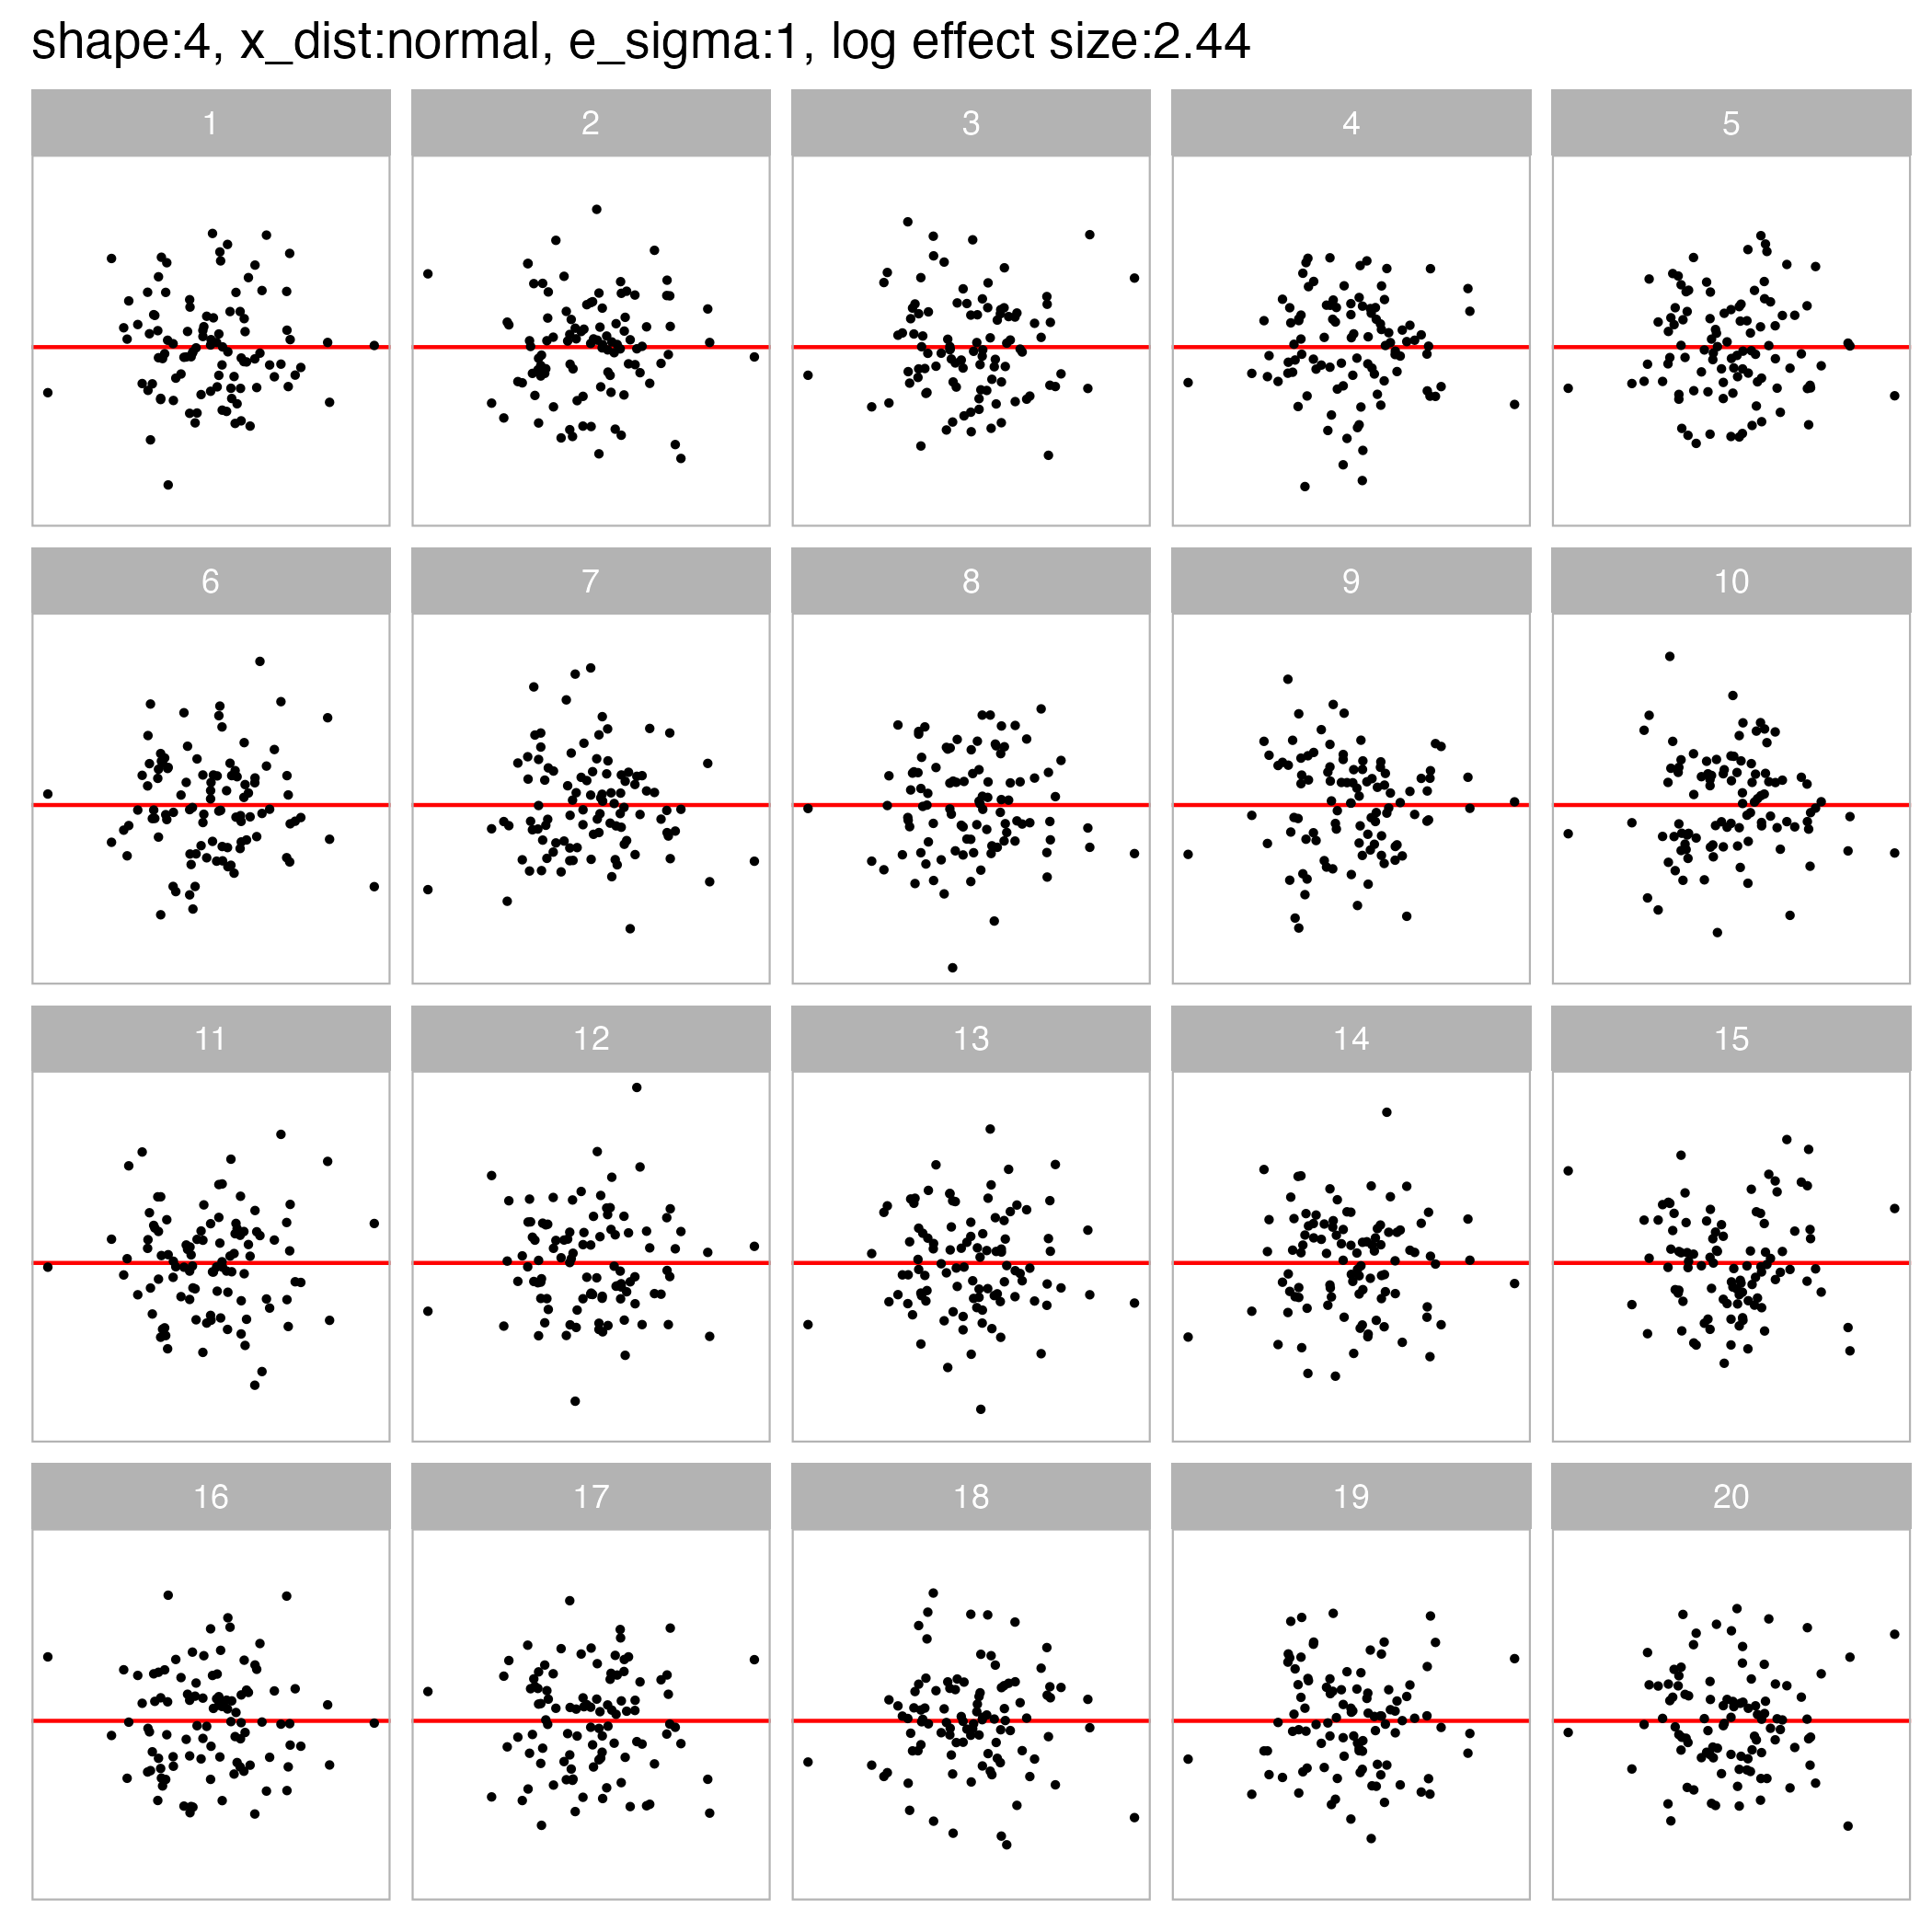 shape:4, x_dist:normal, e_sigma:1, log effect size:2.44
1 2 3 4 5
6 7 8 9 10
11 12 13 14 15
16 17 18 19 20